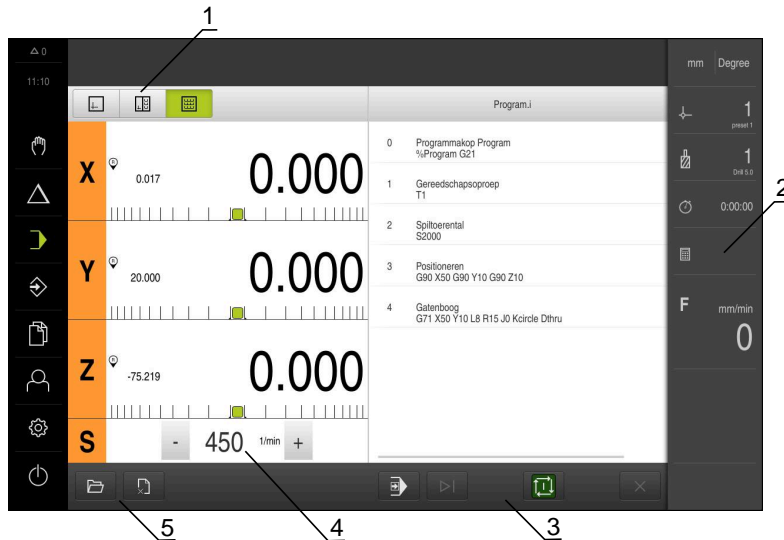 1
0
11:10
mm Degree
Program.i
1
preset 1
X
R
0.017
0.000
0 Programmakop Program
%Program G21
1 Gereedschapsoproep
T1
1
Drill 5.0
2
0:00:00
2 Spiltoerental
S2000
Y
R
20.000
0.000
3 Positioneren
G90 X50 G90 Y10 G90 Z10
4 Gatenboog
G71 X50 Y10 L8 R15 J0 Kcircle Dthru
F mm/min
0
Z
R
-75.219
0.000
S - 450 1/min +
5
4
3